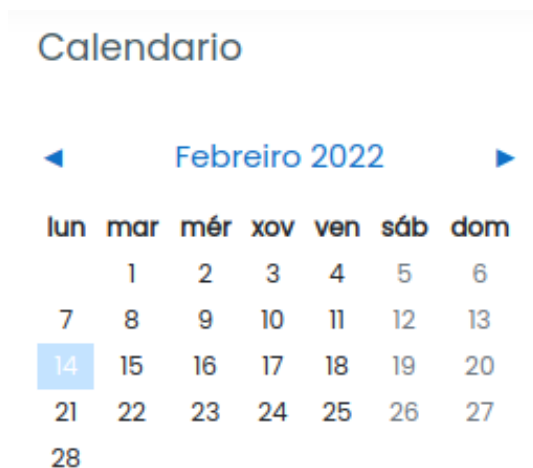 Calendario
◄ Febreiro 2022 ►
lun mar mér xov ven sáb dom
1 2 3 4 5 6
7 8 9 10 11 12 13
14 15 16 17 18 19 20
21 22 23 24 25 26 27
28